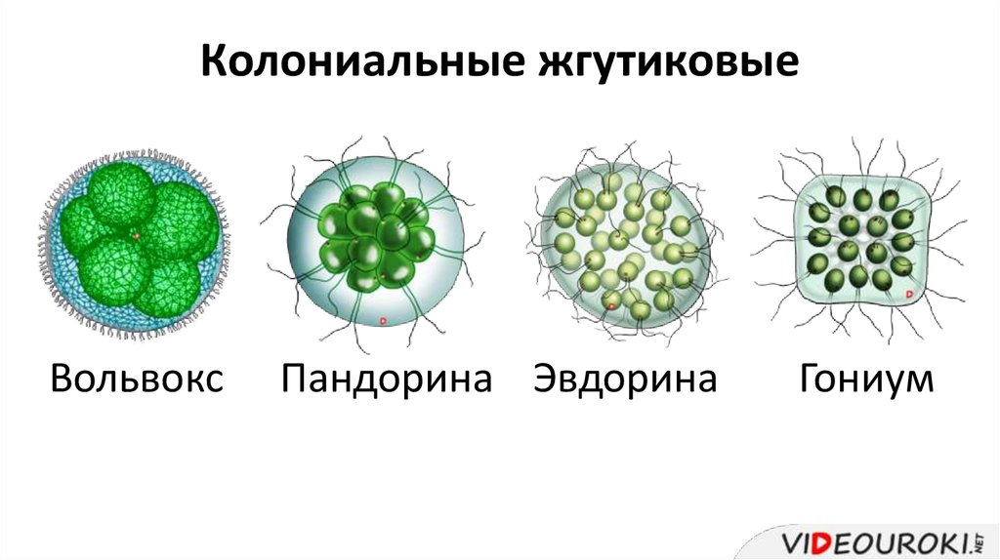 Колониальные жгутиковые
Вольвокс Пандорина Эвдорина Гониум
VIDEOUROKI.NET